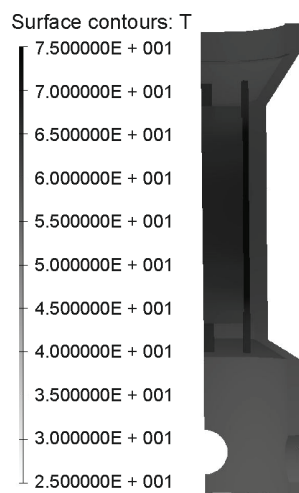 Surface contours: T
7.500000E + 001
7.000000E + 001
6.500000E + 001
6.000000E + 001
5.500000E + 001
5.000000E + 001
4.500000E + 001
4.000000E + 001
3.500000E + 001
3.000000E + 001
2.500000E + 001